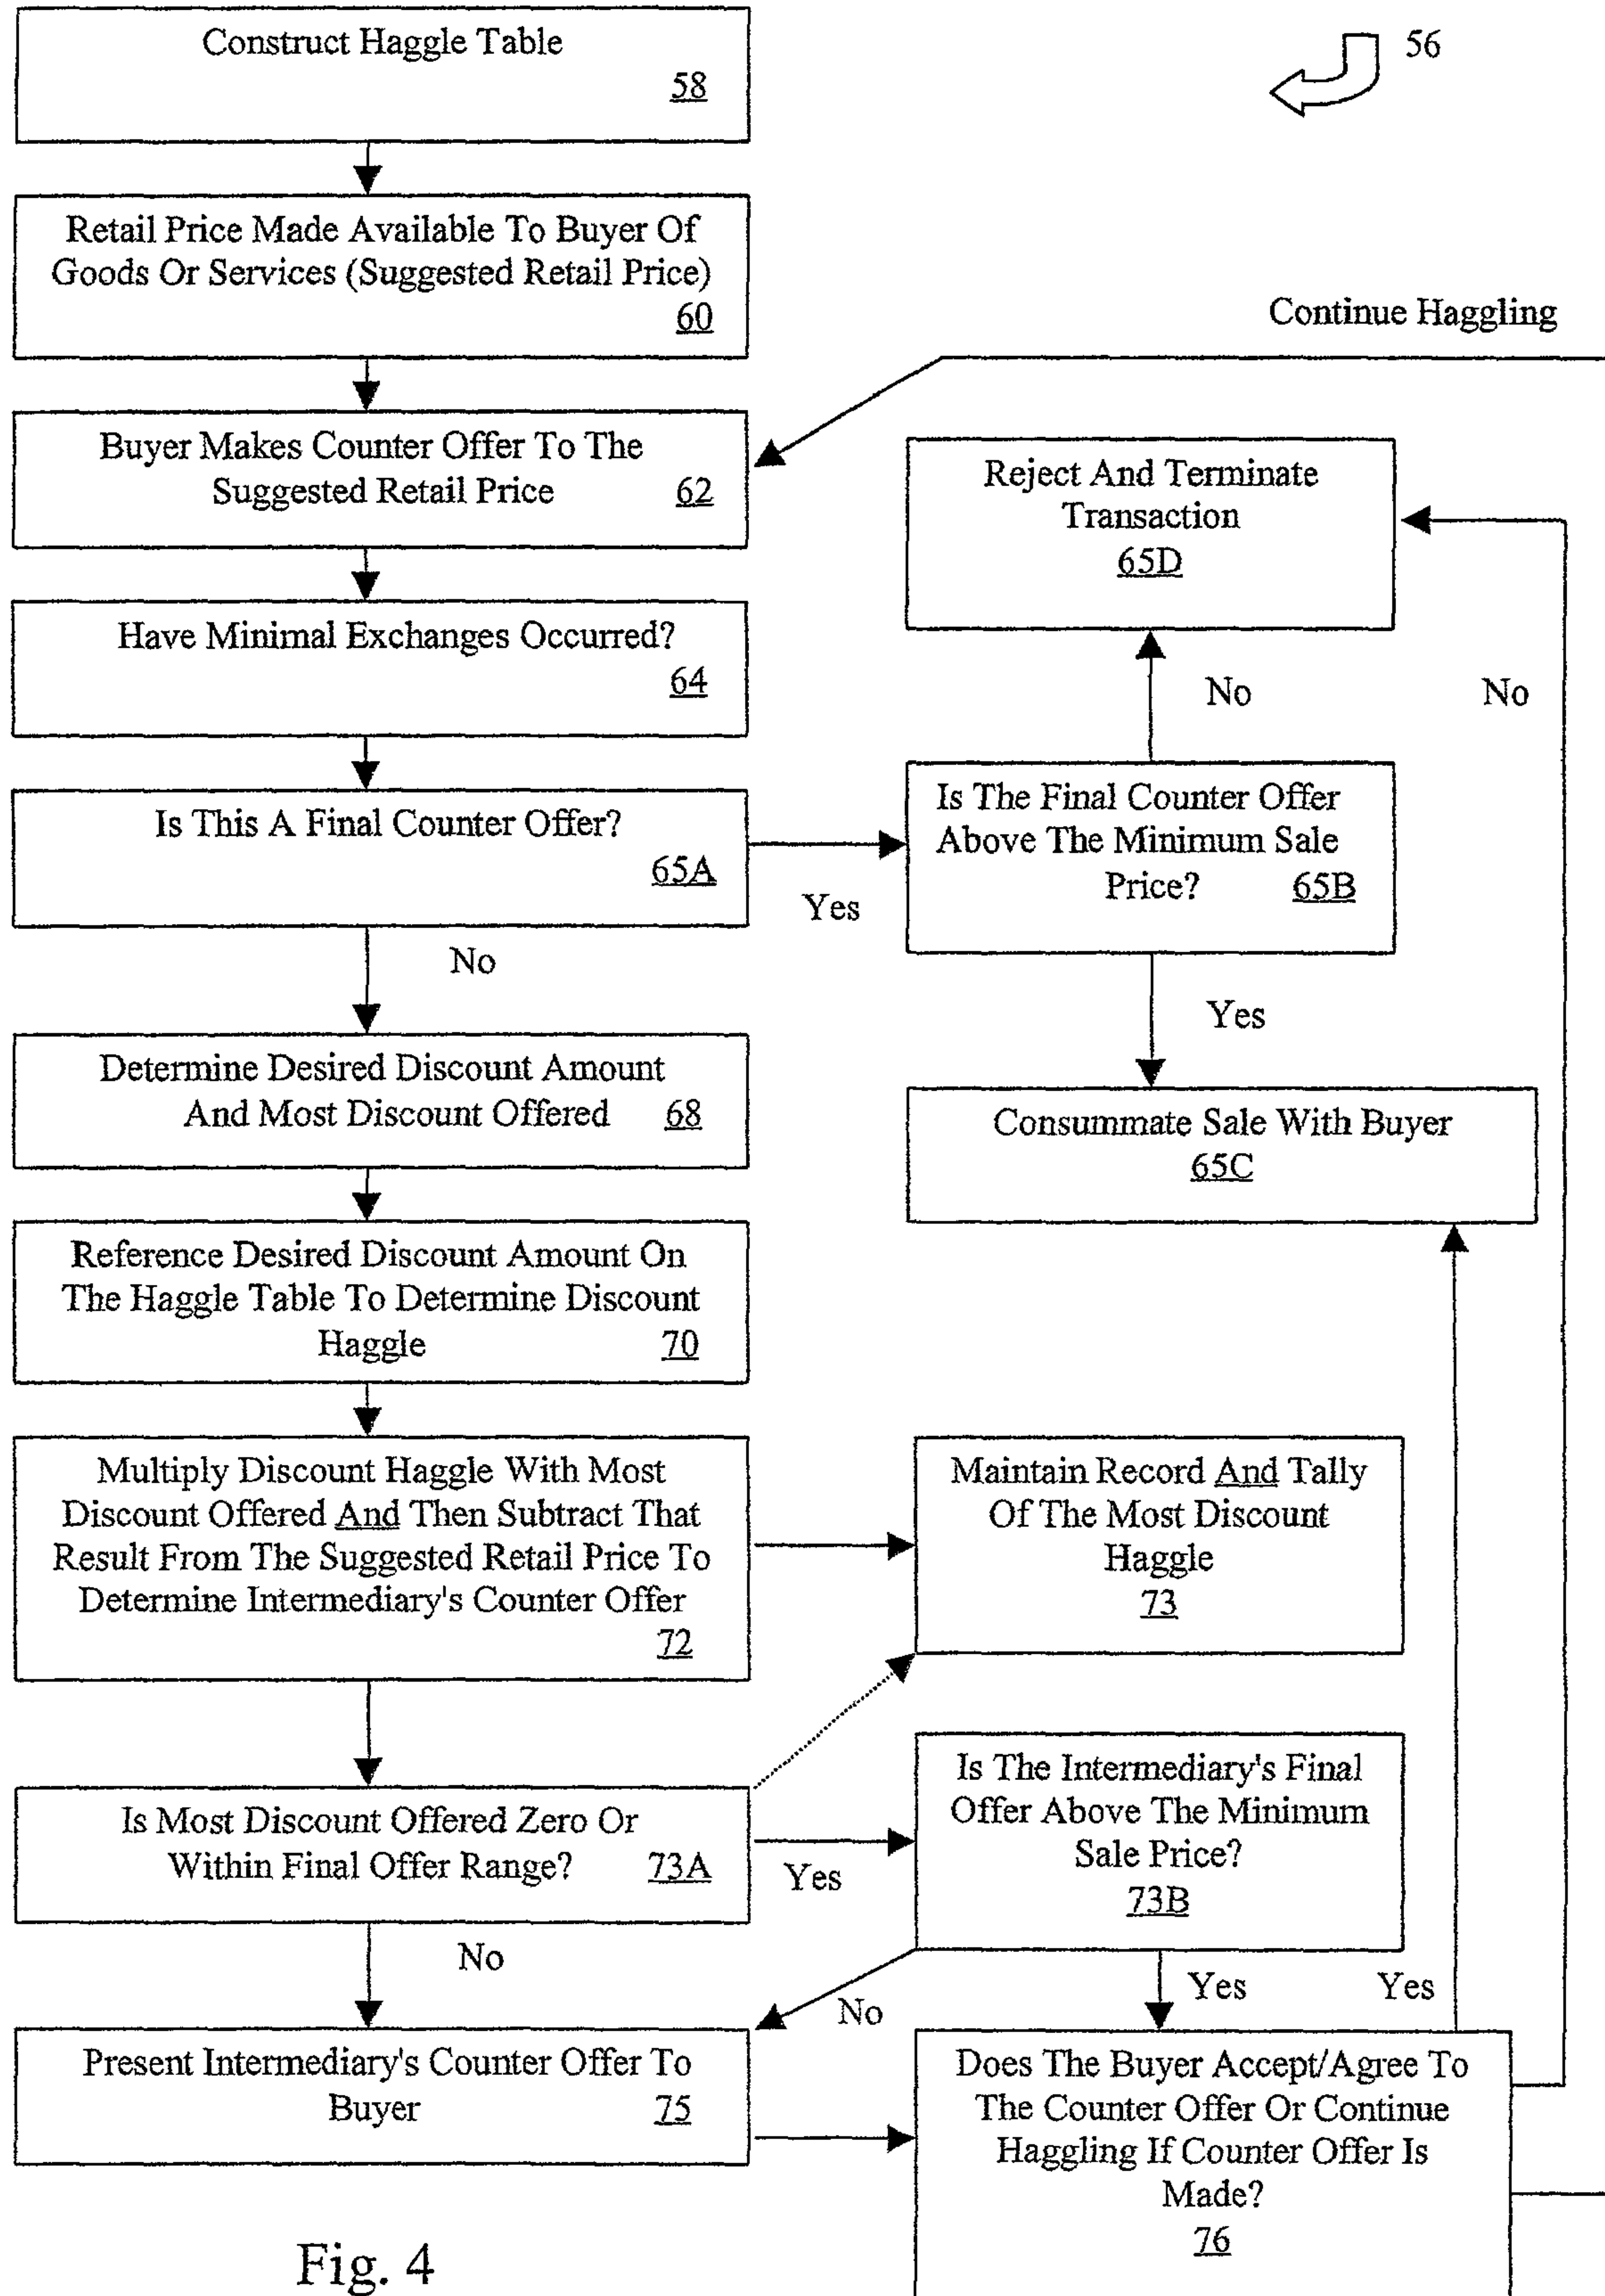 Construct Haggle Table
58
56
Retail Price Made Available To Buyer Of
Goods Or Services (Suggested Retail Price)
60
Continue Haggling
Buyer Makes Counter Offer To The
Suggested Retail Price 62
Reject And Terminate
Transaction
65D
Have Minimal Exchanges Occurred?
64
No
No
Is This A Final Counter Offer?
65A
Yes
Is The Final Counter Offer
Above The Minimum Sale
Price? 65B
No
Yes
Determine Desired Discount Amount
And Most Discount Offered 68
Consummate Sale With Buyer
65C
Reference Desired Discount Amount On
The Haggle Table To Determine Discount
Haggle 70
Multiply Discount Haggle With Most
Discount Offered And Then Subtract That
Result From The Suggested Retail Price To
Determine Intermediary's Counter Offer
72
Maintain Record And Tally
Of The Most Discount
Haggle
73
Is Most Discount Offered Zero Or
Within Final Offer Range? 73A
Yes
Is The Intermediary's Final
Offer Above The Minimum
Sale Price?
73B
No
No
Yes
Yes
Present Intermediary's Counter Offer To
Buyer 75
Does The Buyer Accept/Agree To
The Counter Offer Or Continue
Haggling If Counter Offer Is
Made?
76
Fig. 4